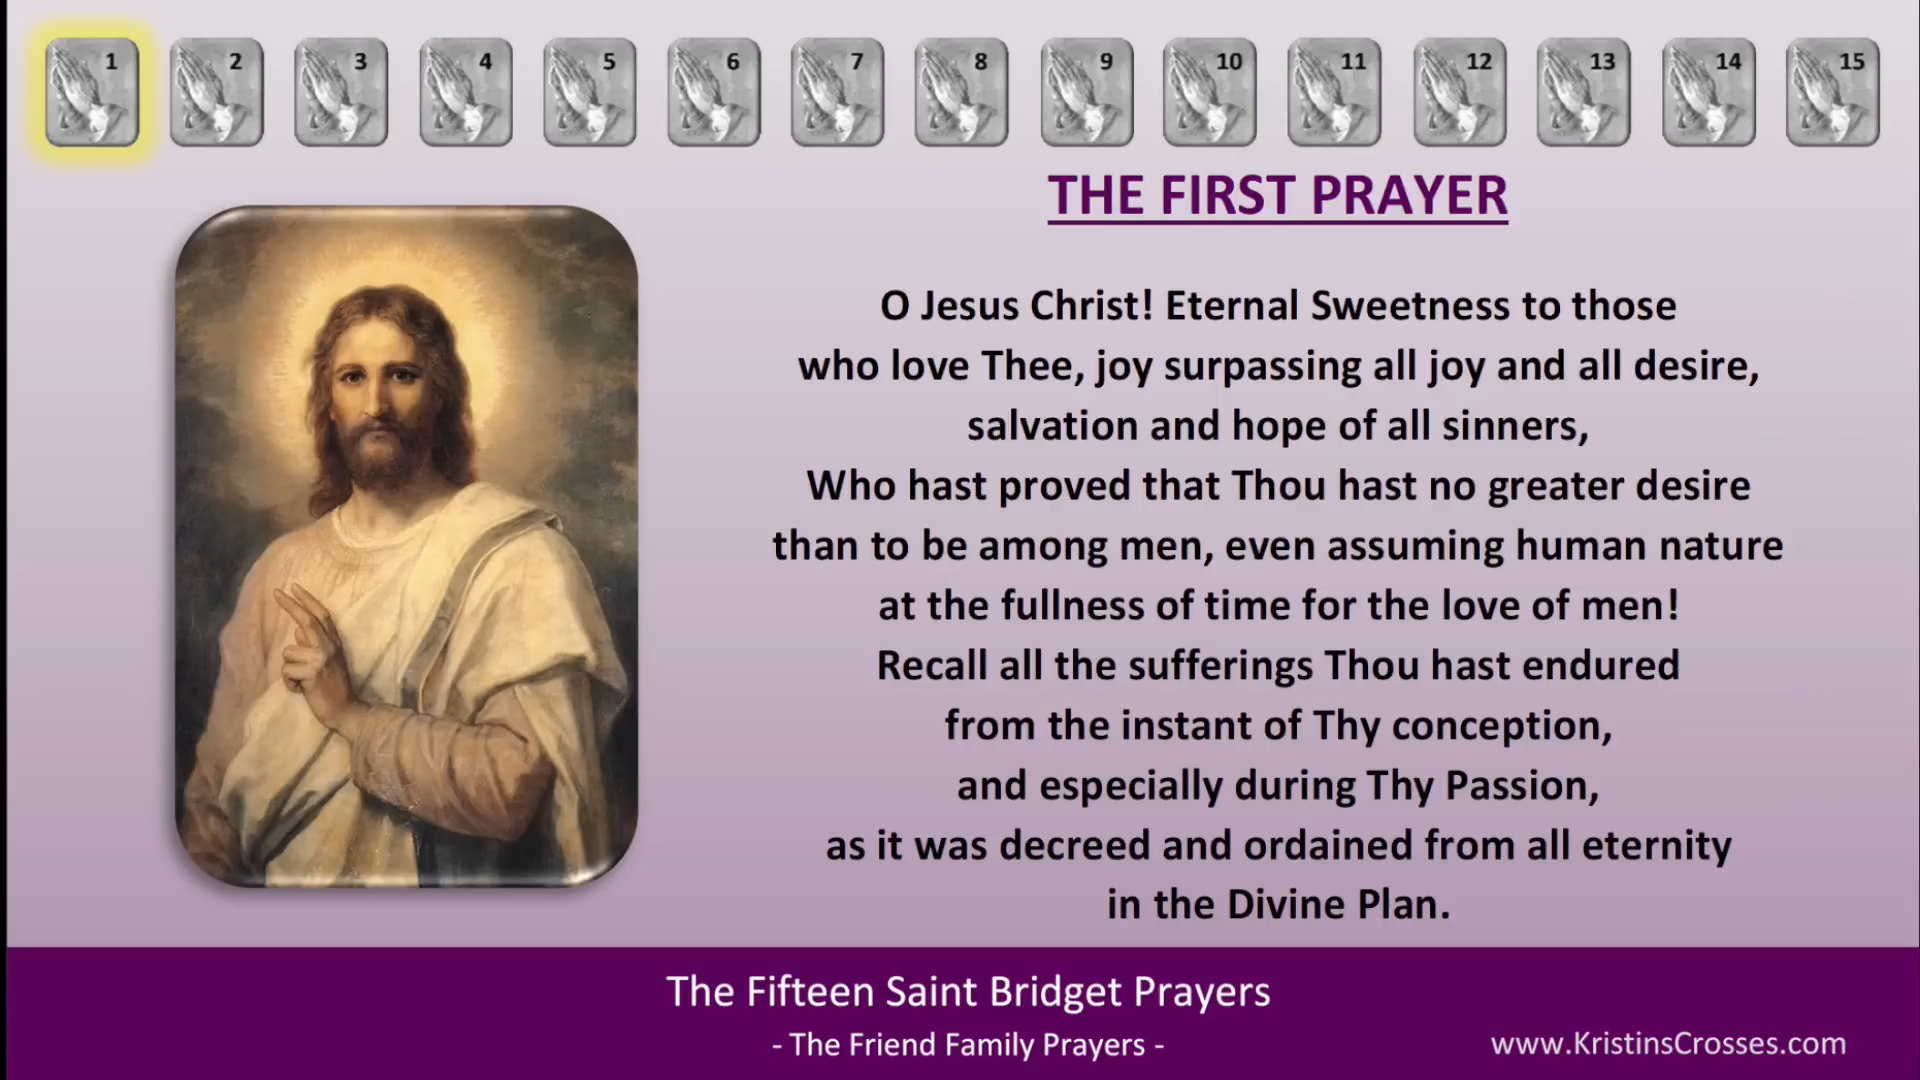 1 2 3 4 5 6 7 8 9 10 11 12 13 14 15
THE FIRST PRAYER
O Jesus Christ! Eternal Sweetness to those
who love Thee, joy surpassing all joy and all desire,
salvation and hope of all sinners,
Who hast proved that Thou hast no greater desire
than to be among men, even assuming human nature
at the fullness of time for the love of men!
Recall all the sufferings Thou hast endured
from the instant of Thy conception,
and especially during Thy Passion,
as it was decreed and ordained from all eternity
in the Divine Plan.
The Fifteen Saint Bridget Prayers
- The Friend Family Prayers -
www.KristinsCrosses.com